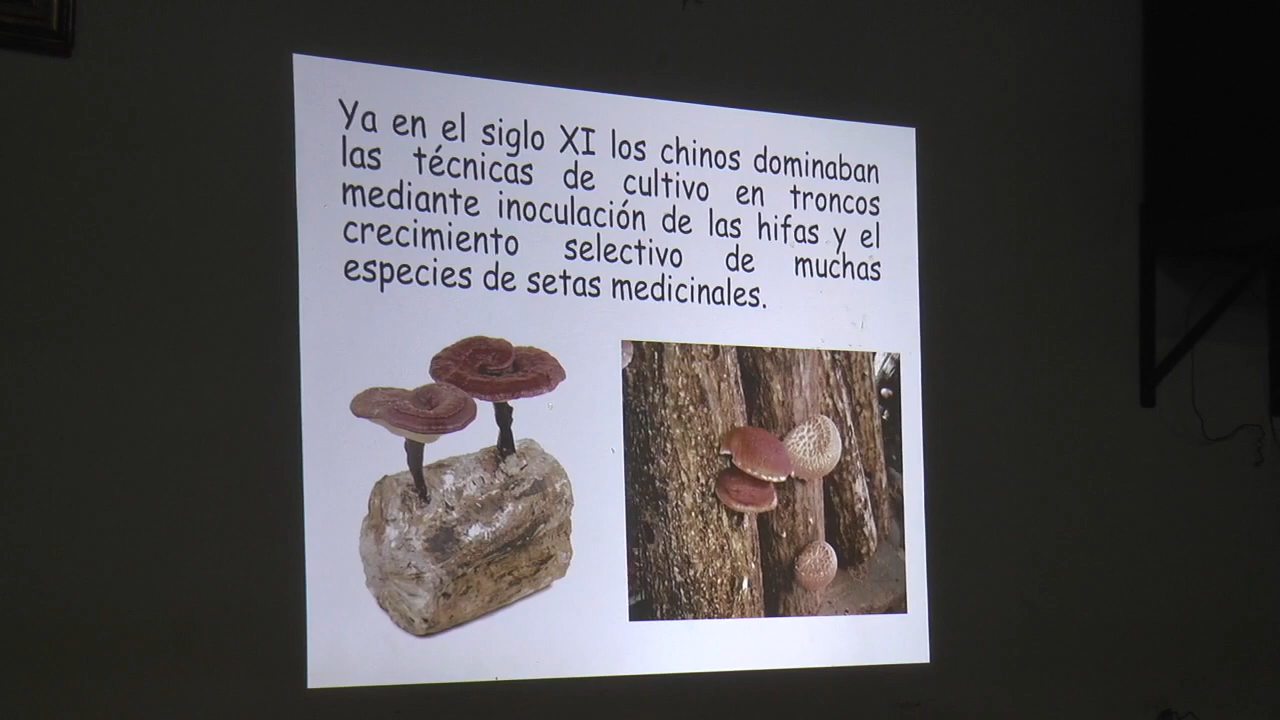 Ya en el siglo XI los chinos dominaban
las técnicas de cultivo en troncos
mediante inoculación de las hifas y el
crecimiento selectivo de muchas
especies de setas medicinales.